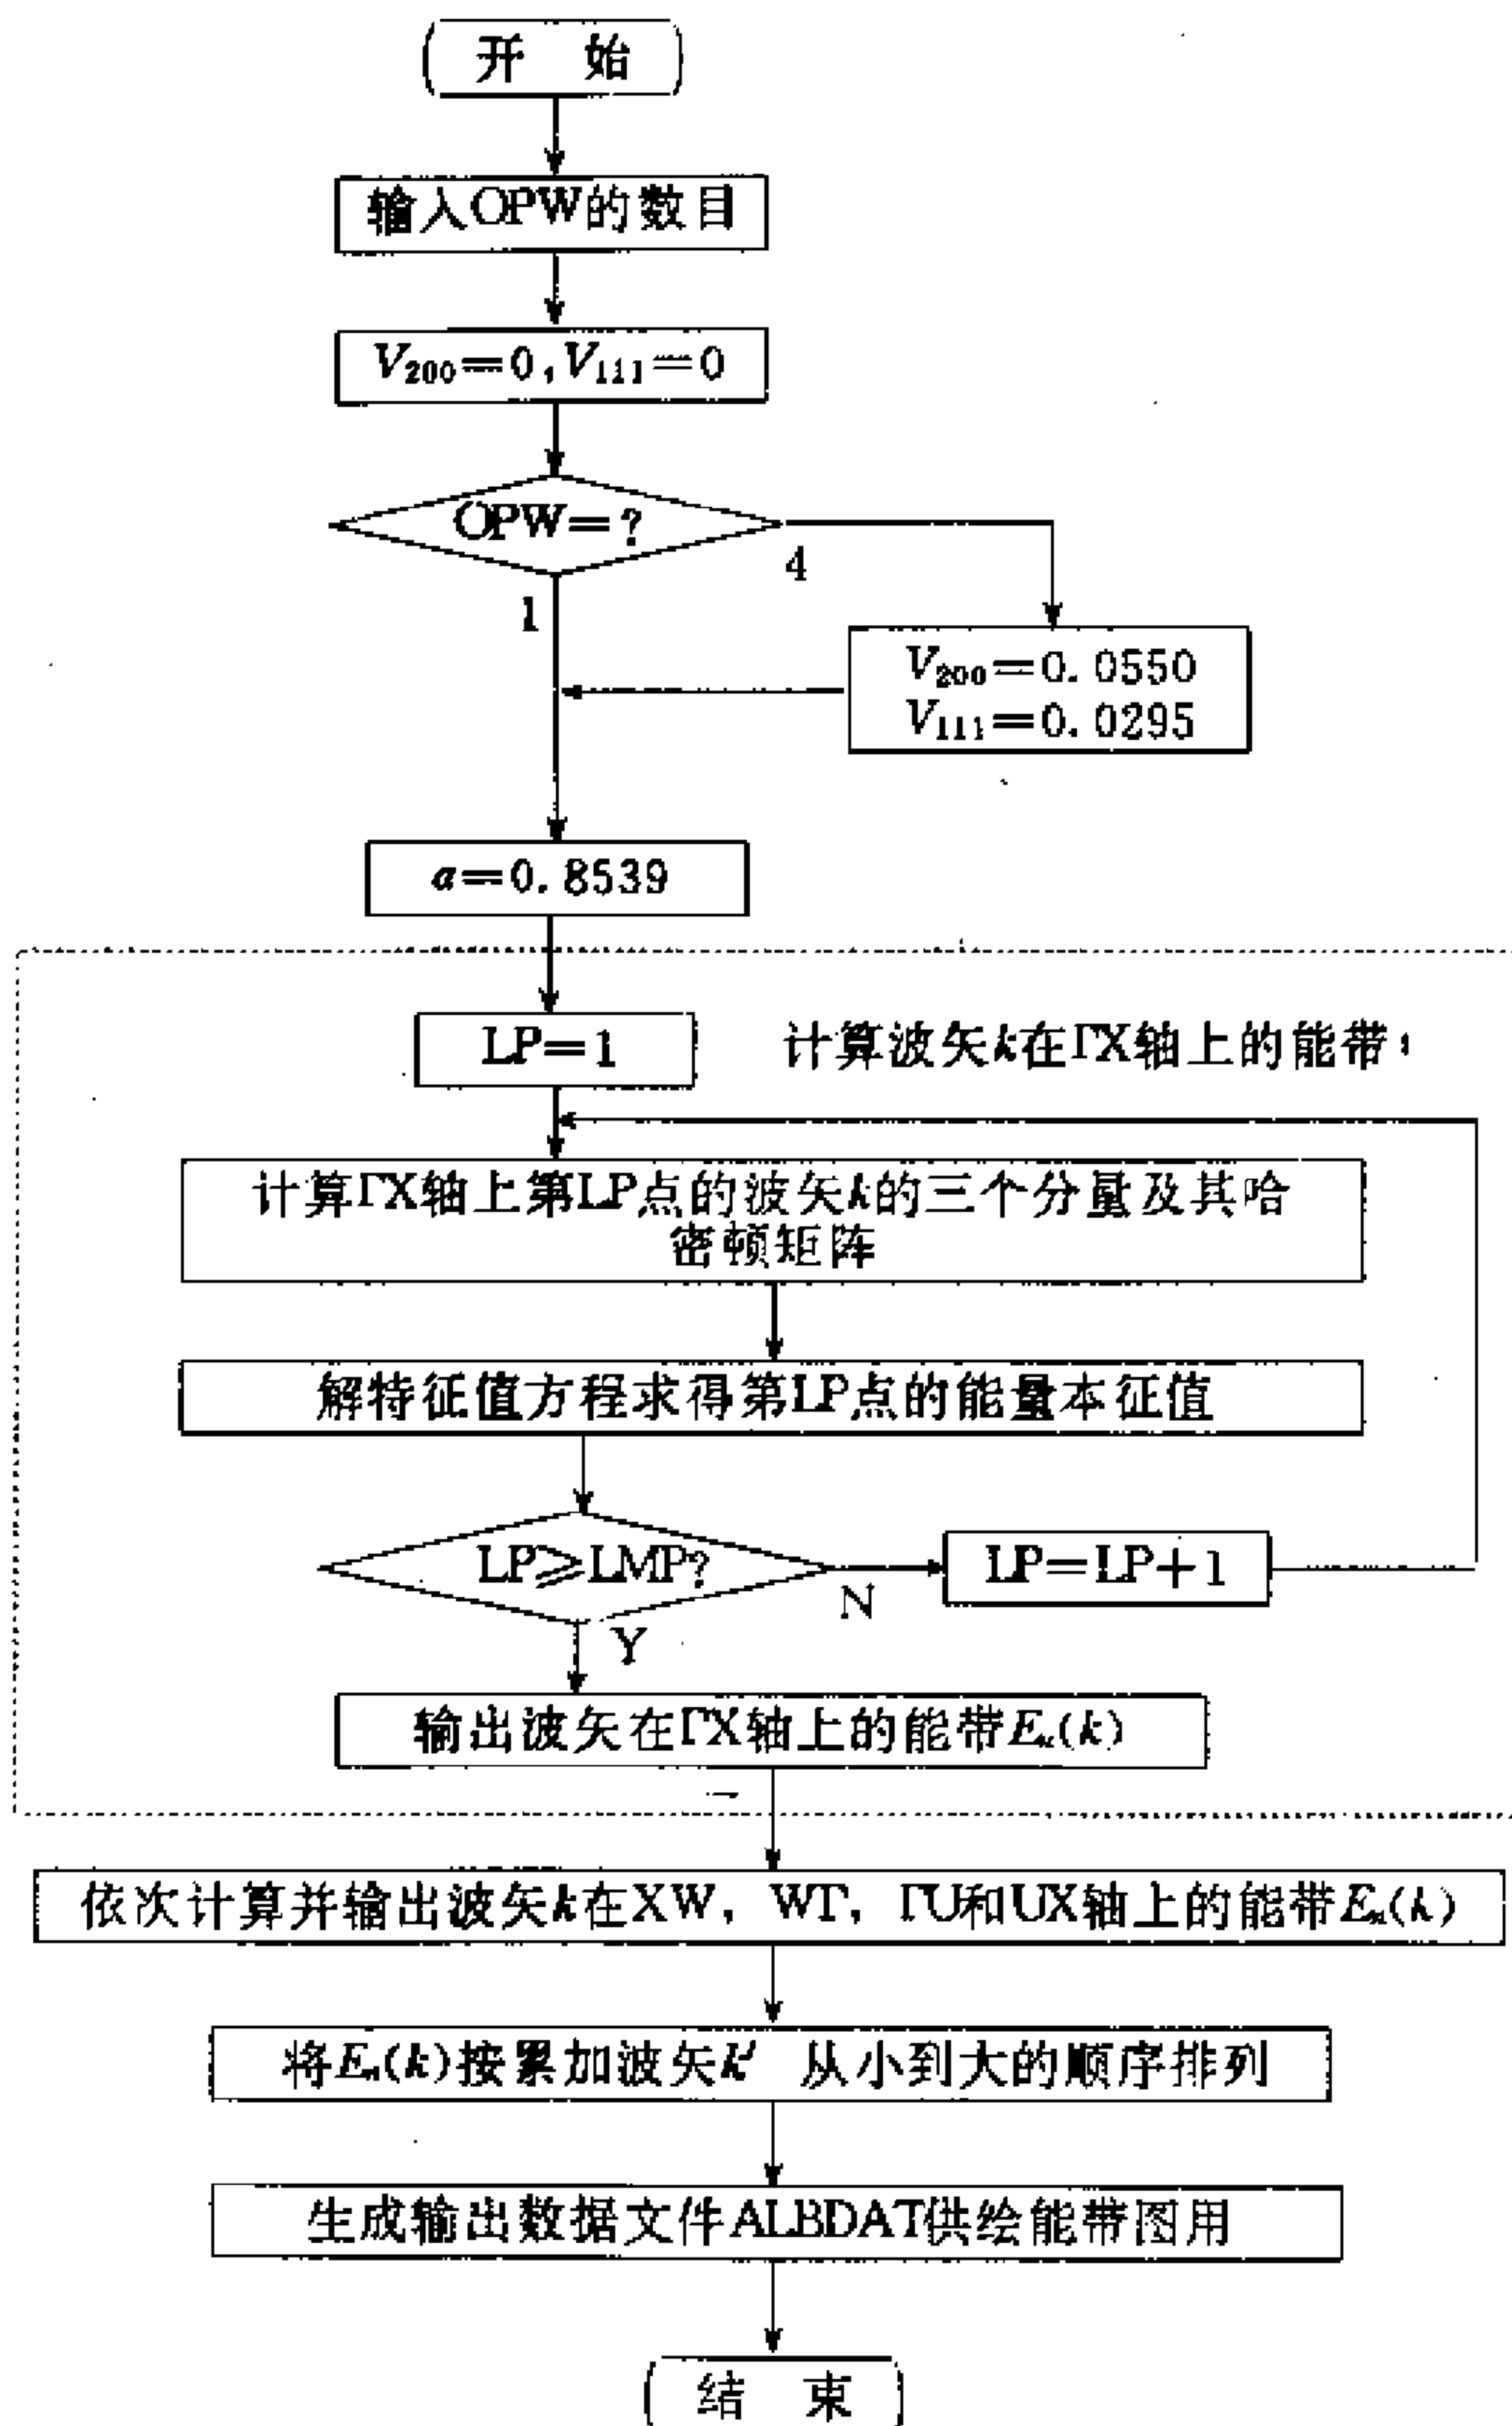 开 始
输入OPW的数目
V₂₀₀=0,V₁₁₁=0
OPW=?
4
1
V₂₀₀=0.0550
V₁₁₁=0.0295
a=0.8539
LP=1
计算波矢k在ΓX轴上的能带:
计算ΓX轴上第LP点的波矢k的三个分量及其哈
密顿矩阵
解特征值方程求得第LP点的能量本征值
LP≥LMP?
N
LP=LP+1
Y
输出波矢在ΓX轴上的能带Eₙ(k)
依次计算并输出波矢k在XW, WΓ, ΓU和UX轴上的能带Eₙ(k)
将Eₙ(k)按累加波矢k' 从小到大的顺序排列
生成输出数据文件ALBDAT供绘能带图用
结 束